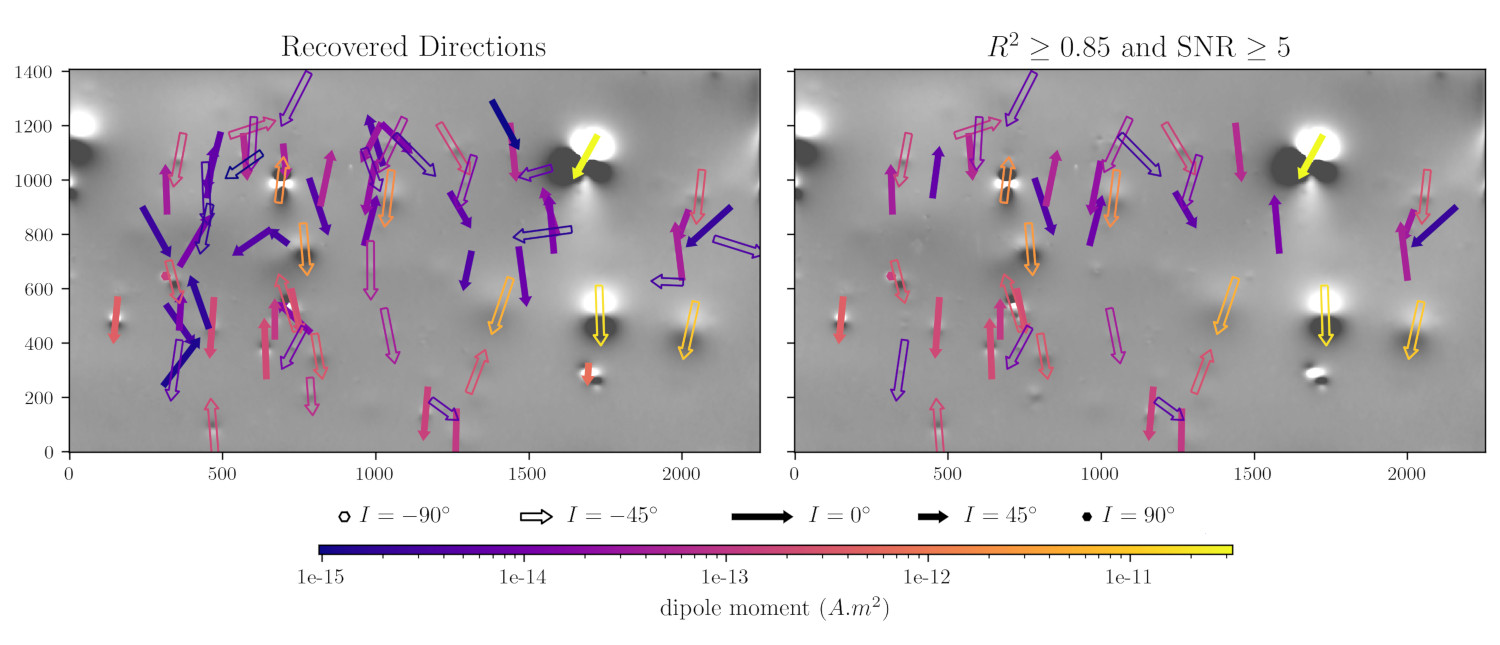 Recovered Directions
R² ≥ 0.85 and SNR ≥ 5
1400
1200
1000
800
600
400
200
0
0 500 1000 1500 2000
0 500 1000 1500 2000
I = −90° I = −45° I = 0° I = 45° I = 90°
1e-15 1e-14 1e-13 1e-12 1e-11
dipole moment (A.m²)